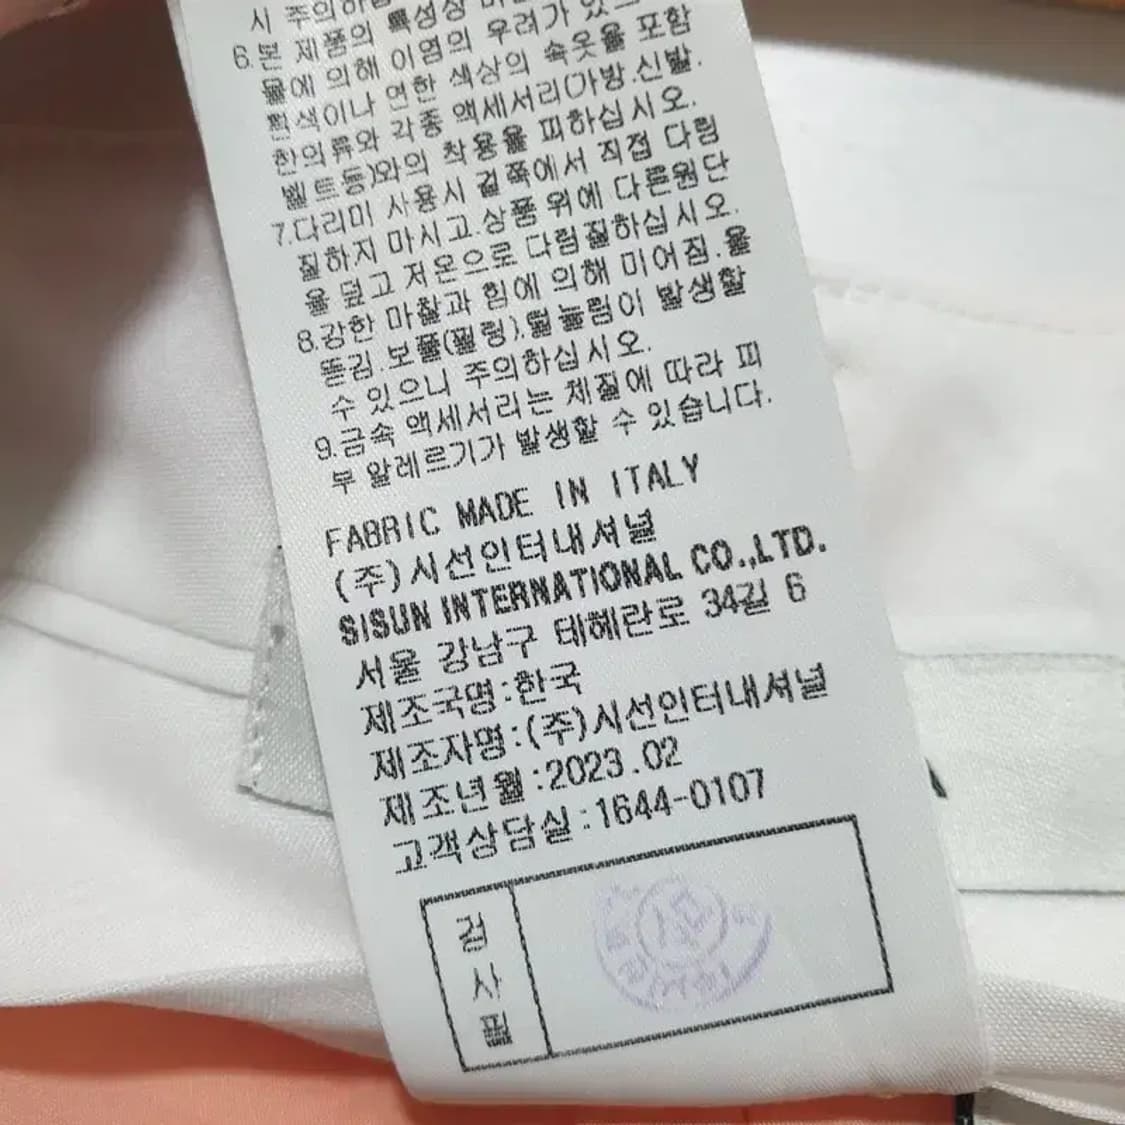 시 주의하십
6.본 제품의 특성상 마찰
물에 의해 이염의 우려가 있으
흰색이나 연한 색상의 속옷을 포함
한의류와 각종 액세서리(가방.신발.
벨트등)와의 착용을 피하십시오.
7.다리미 사용시 겉쪽에서 직접 다림
질하지 마시고.상품 위에 다른원단
을 덮고 저온으로 다림질하십시오.
8.강한 마찰과 힘에 의해 미어짐.올
뜯김.보풀(필링).털눌림이 발생할
수 있으니 주의하십시오.
9.금속 액세서리는 체질에 따라 피
부 알레르기가 발생할 수 있습니다.
FABRIC MADE IN ITALY
(주)시선인터내셔널
SISUN INTERNATIONAL CO.,LTD.
서울 강남구 테헤란로 34길 6
제조국명:한국
제조자명:(주)시선인터내셔널
제조년월:2023.02
고객상담실:1644-0107
검
사
필